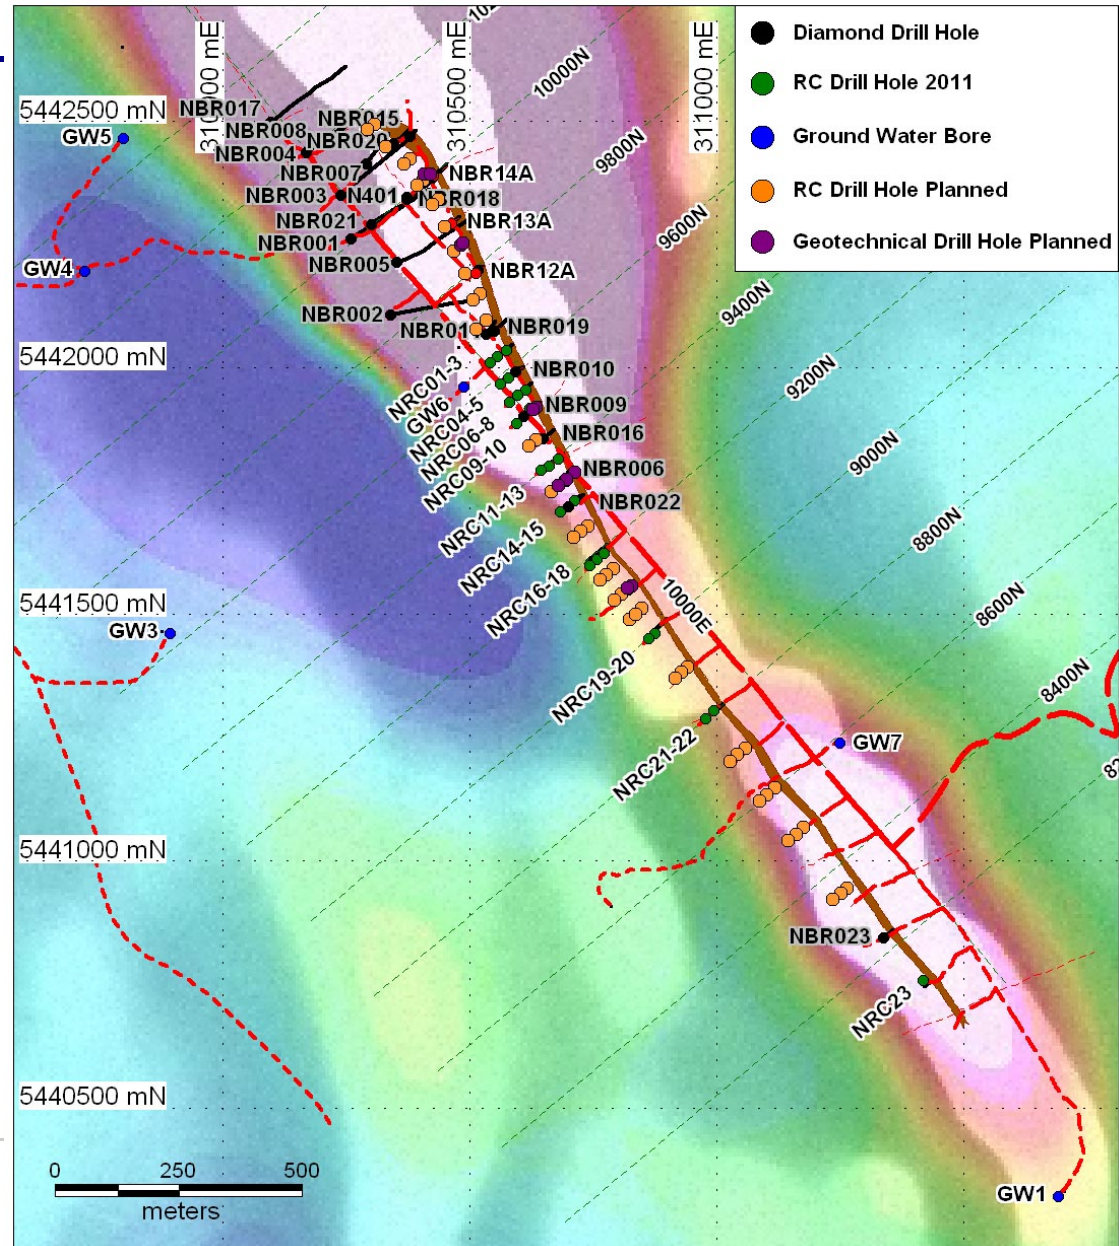 Diamond Drill Hole
RC Drill Hole 2011
Ground Water Bore
RC Drill Hole Planned
Geotechnical Drill Hole Planned
310500 mE
311000 mE
10000N
9800N
9600N
9400N
9200N
9000N
8800N
8600N
8400N
5442500 mN
NBR017
NBR015
GW5
NBR008
NBR020
NBR004
NBR007
NBR14A
NBR003
N401
NBR018
NBR021
NBR13A
NBR001
NBR005
GW4
NBR12A
NBR002
NBR01
NBR019
5442000 mN
NBR010
NRC01-3
GW6
NBR009
NRC04-5
NRC06-8
NBR016
NRC09-10
NBR006
NRC11-13
NBR022
NRC14-15
NRC16-18
10000E
5441500 mN
GW3
NRC19-20
NRC21-22
GW7
5441000 mN
NBR023
NRC23
5440500 mN
0 250 500
meters
GW1